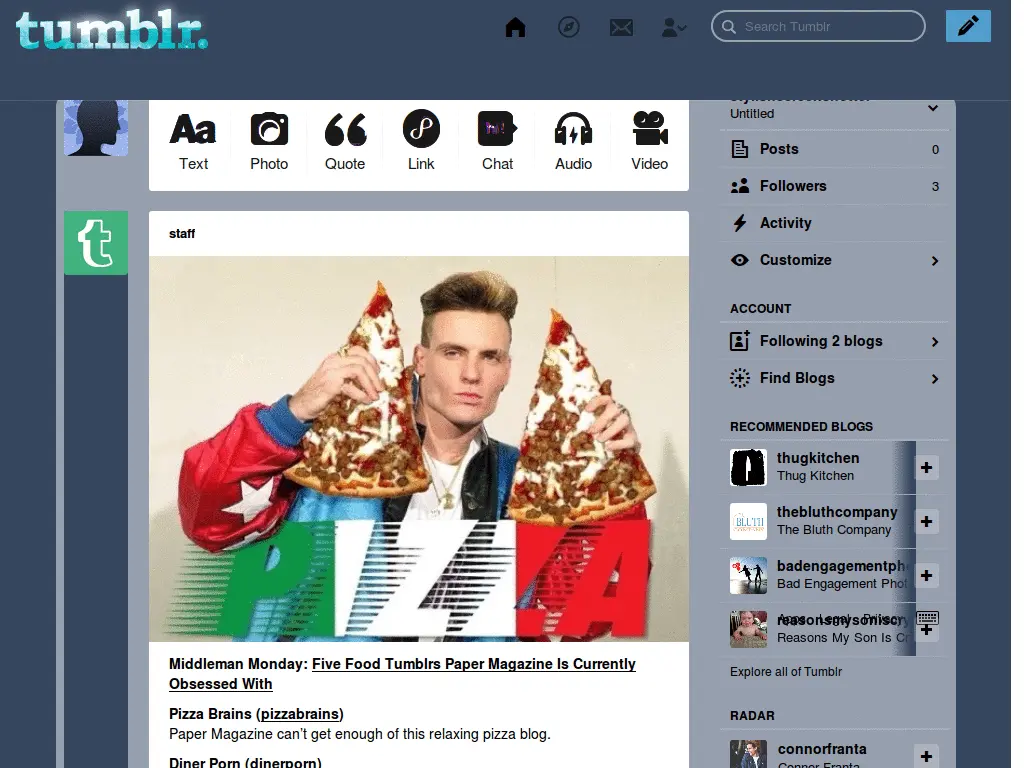 tumblr.
Search Tumblr
Untitled
Text
Photo
Quote
Link
Chat
Audio
Video
Posts 0
Followers 3
Activity
Customize
ACCOUNT
Following 2 blogs
Find Blogs
RECOMMENDED BLOGS
thugkitchen
Thug Kitchen
thebluthcompany
The Bluth Company
badengagementph
Bad Engagement Phot
reasonsmysoniscry
Reasons My Son Is Cr
Explore all of Tumblr
RADAR
connorfranta
Connor Franta
t
staff
PIZZA
Middleman Monday: Five Food Tumblrs Paper Magazine Is Currently
Obsessed With
Pizza Brains (pizzabrains)
Paper Magazine can't get enough of this relaxing pizza blog.
Diner Porn (dinerporn)